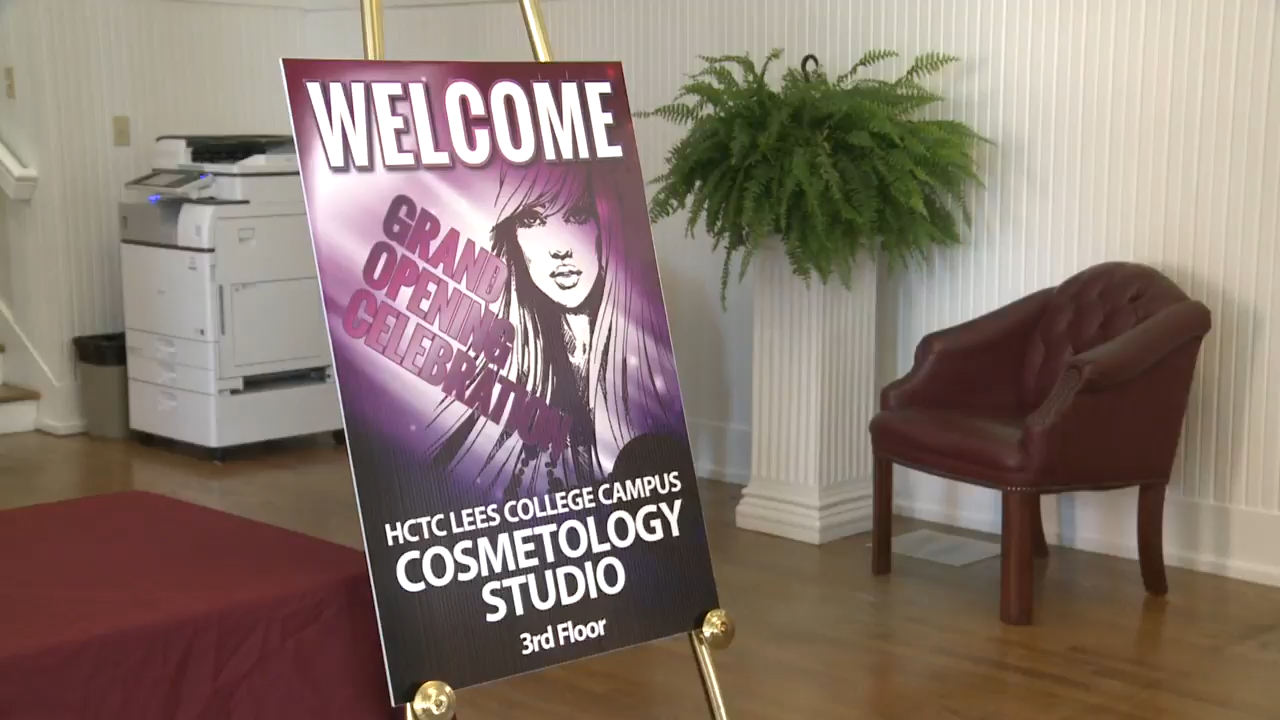 WELCOME
GRAND
OPENING
CELEBRATION
HCTC LEES COLLEGE CAMPUS
COSMETOLOGY
STUDIO
3rd Floor